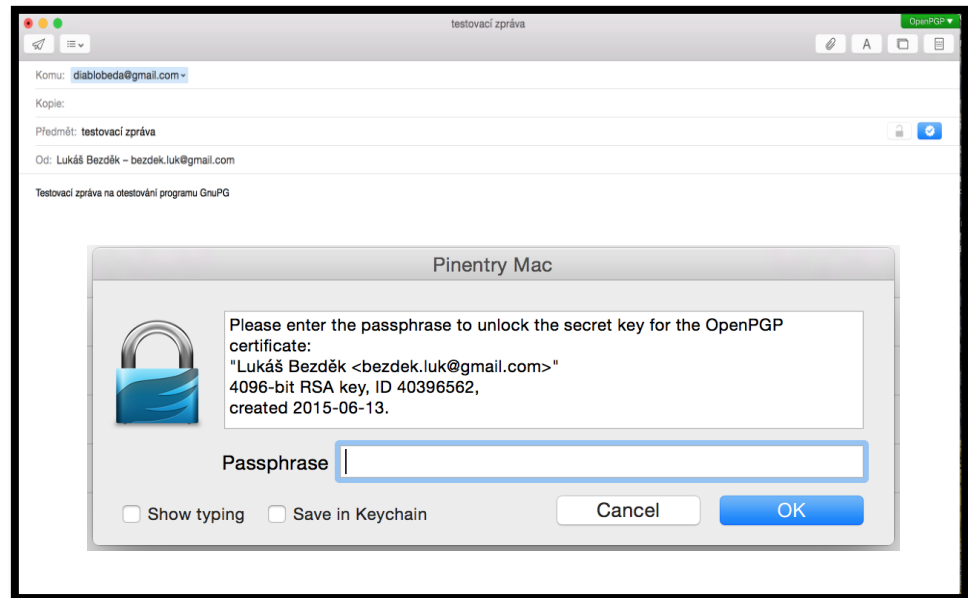 testovací zpráva
OpenPGP
Komu: diablobeda@gmail.com
Kopie:
Předmět: testovací zpráva
Od: Lukáš Bezděk – bezdek.luk@gmail.com
Testovací zpráva na otestování programu GnuPG
Pinentry Mac
Please enter the passphrase to unlock the secret key for the OpenPGP
certificate:
"Lukáš Bezděk <bezdek.luk@gmail.com>"
4096-bit RSA key, ID 40396562,
created 2015-06-13.
Passphrase
Show typing Save in Keychain Cancel OK